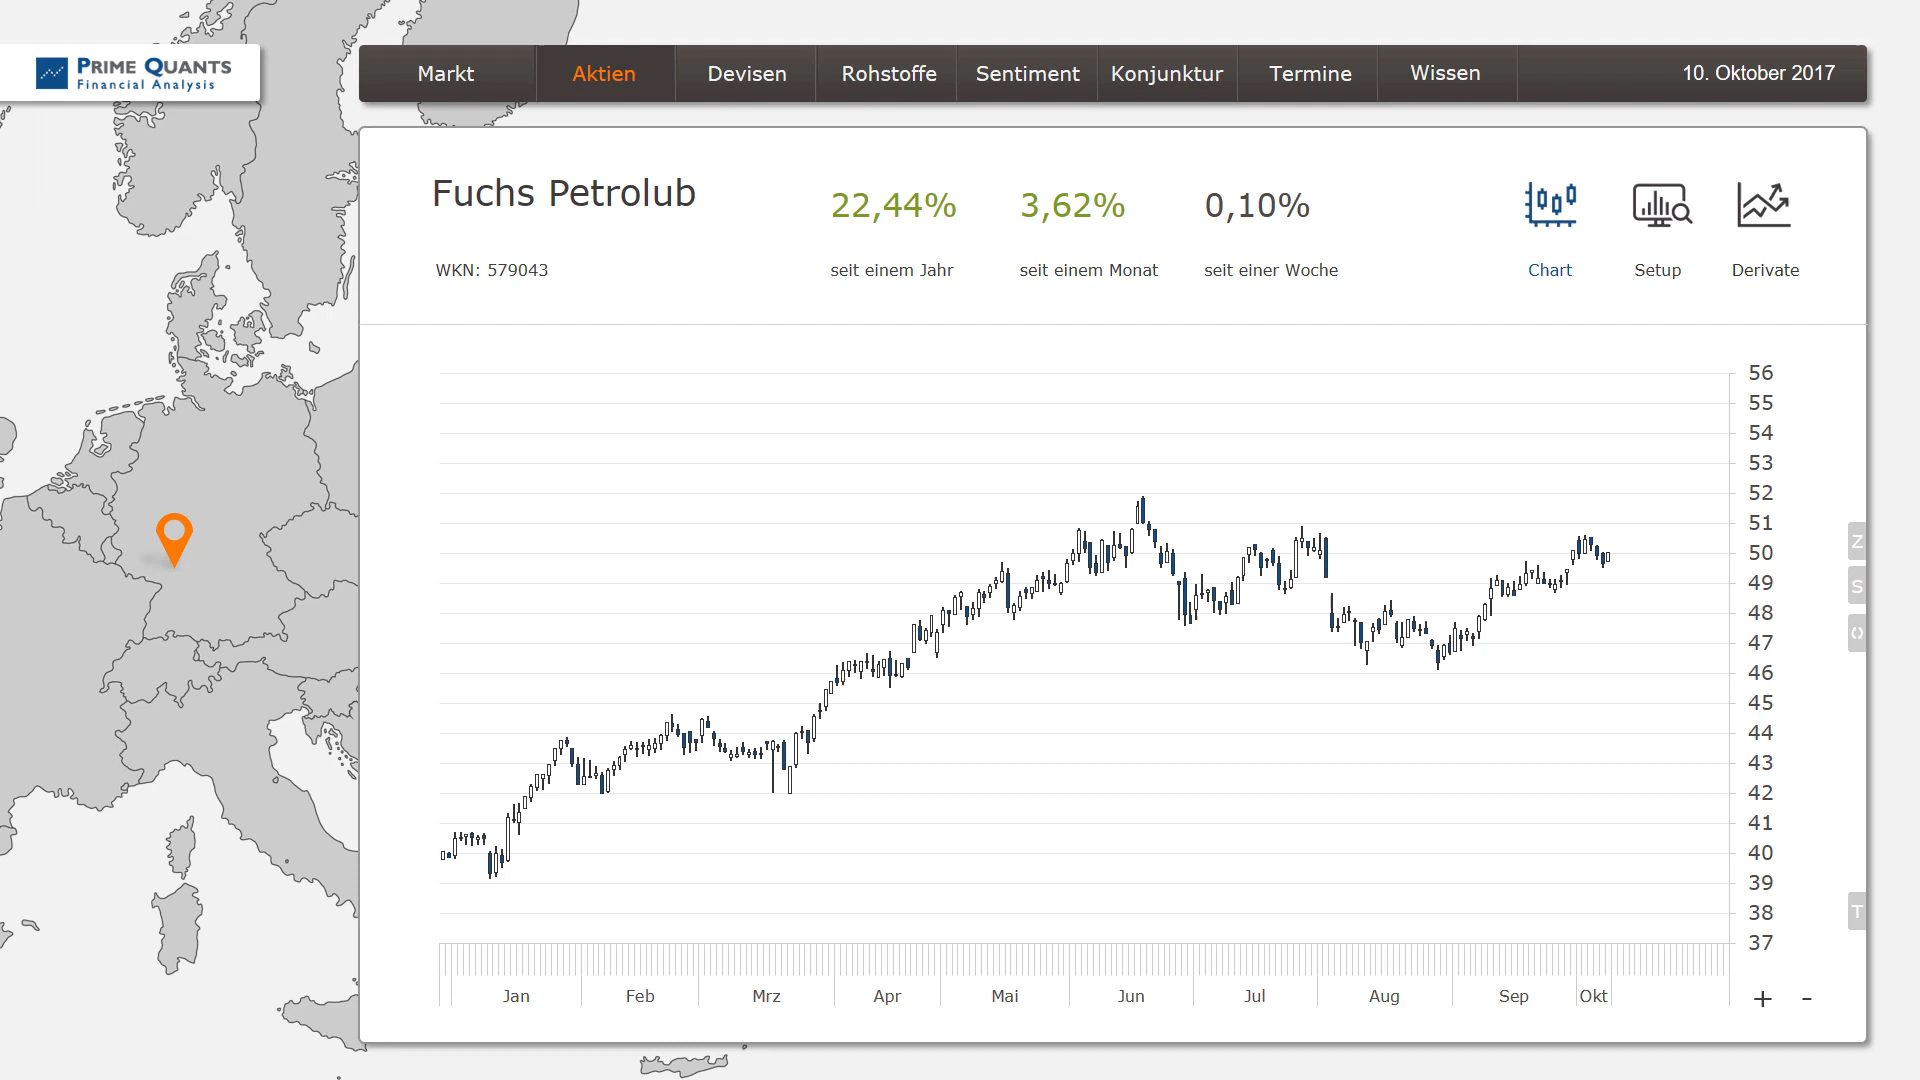 PRIME QUANTS
Financial Analysis
Markt
Aktien
Devisen
Rohstoffe
Sentiment
Konjunktur
Termine
Wissen
10. Oktober 2017
Fuchs Petrolub
WKN: 579043
22,44%
seit einem Jahr
3,62%
seit einem Monat
0,10%
seit einer Woche
Chart
Setup
Derivate
56
55
54
53
52
51
50
49
48
47
46
45
44
43
42
41
40
39
38
37
Z
S
T
Jan
Feb
Mrz
Apr
Mai
Jun
Jul
Aug
Sep
Okt
+
-